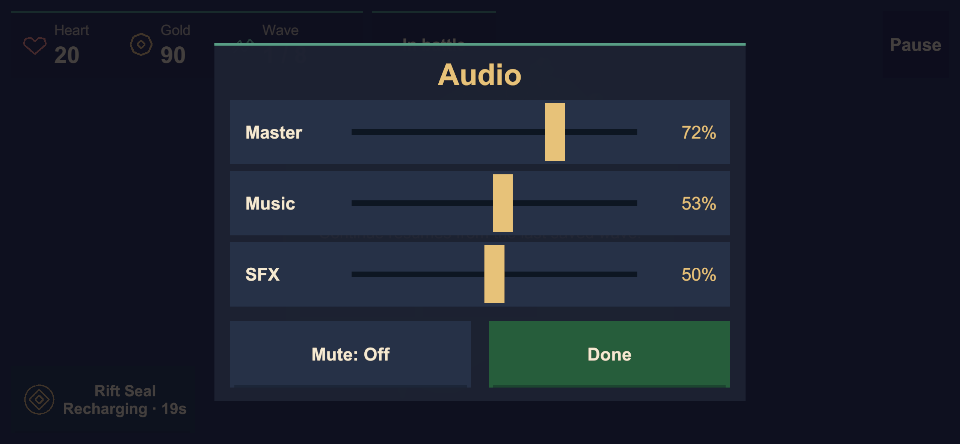 Heart
20
Gold
90
Wave
Pause
Audio
Master
72%
Music
53%
SFX
50%
Mute: Off
Done
Rift Seal
Recharging · 19s